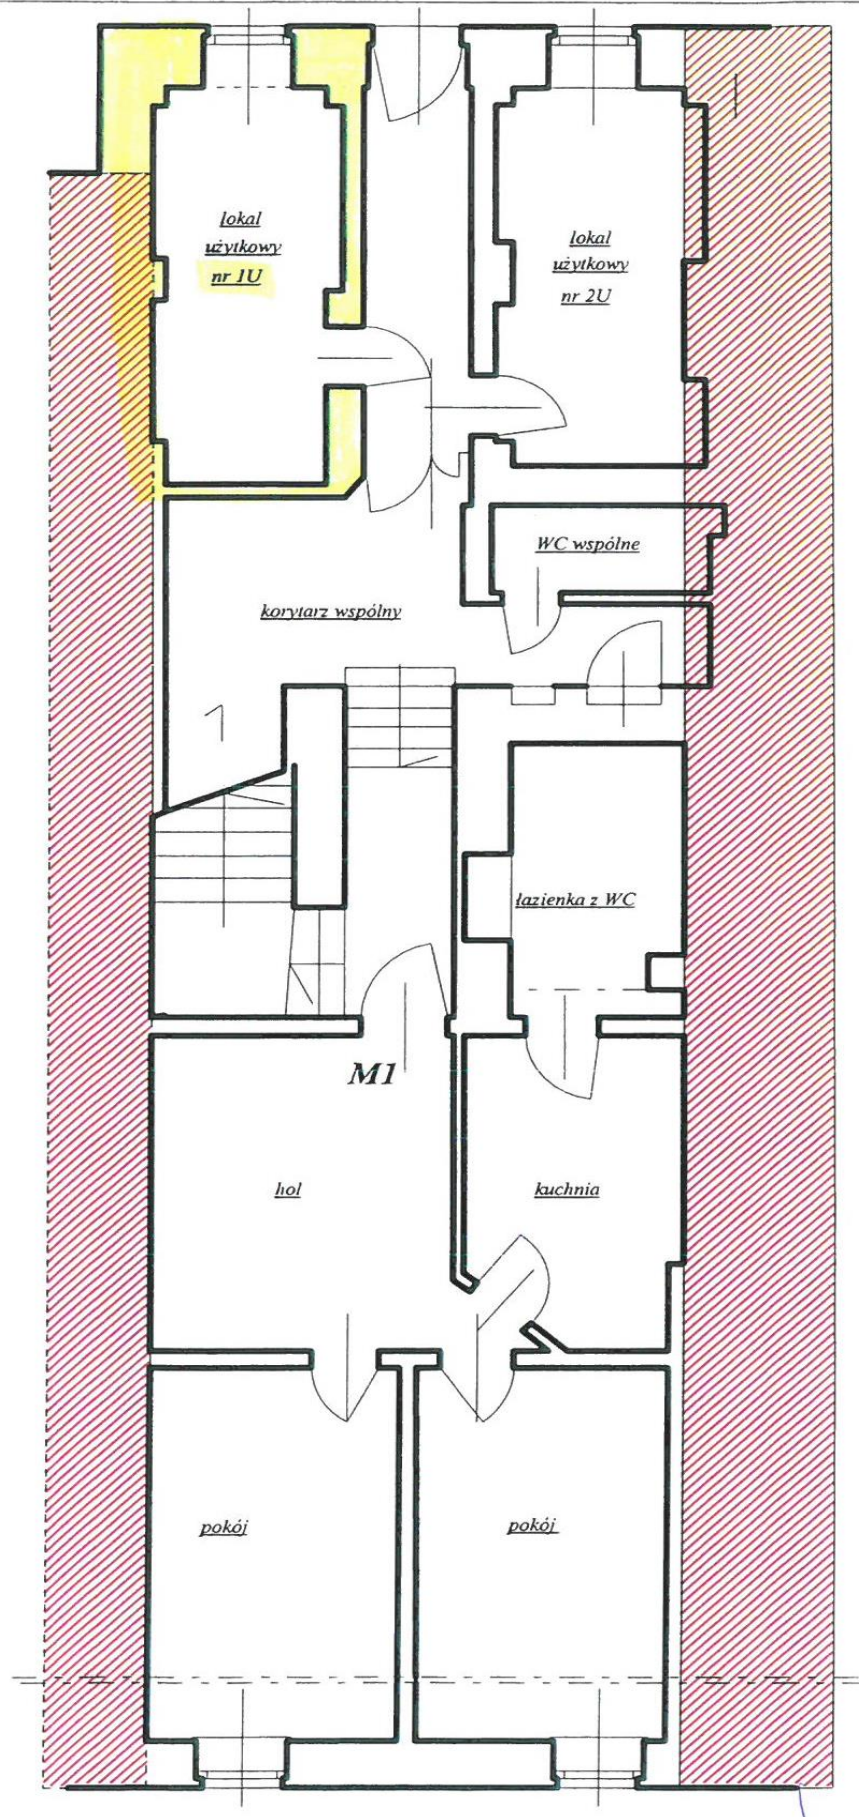 lokal
użytkowy
nr 1U
lokal
użytkowy
nr 2U
WC wspólne
korytarz wspólny
łazienka z WC
M1
hol
kuchnia
pokój
pokój